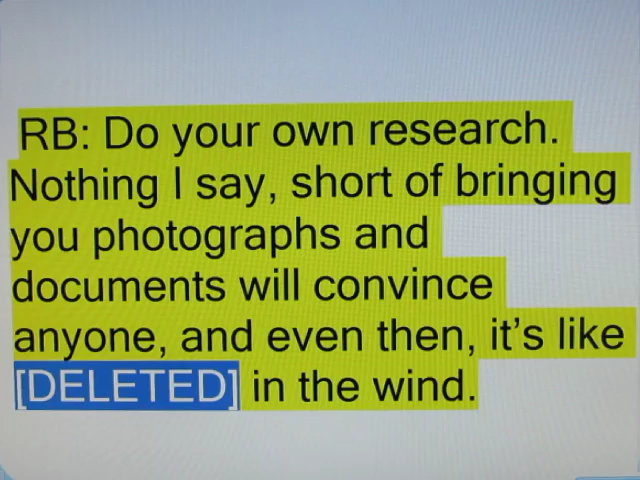 RB: Do your own research.
Nothing I say, short of bringing
you photographs and
documents will convince
anyone, and even then, it’s like
[DELETED] in the wind.